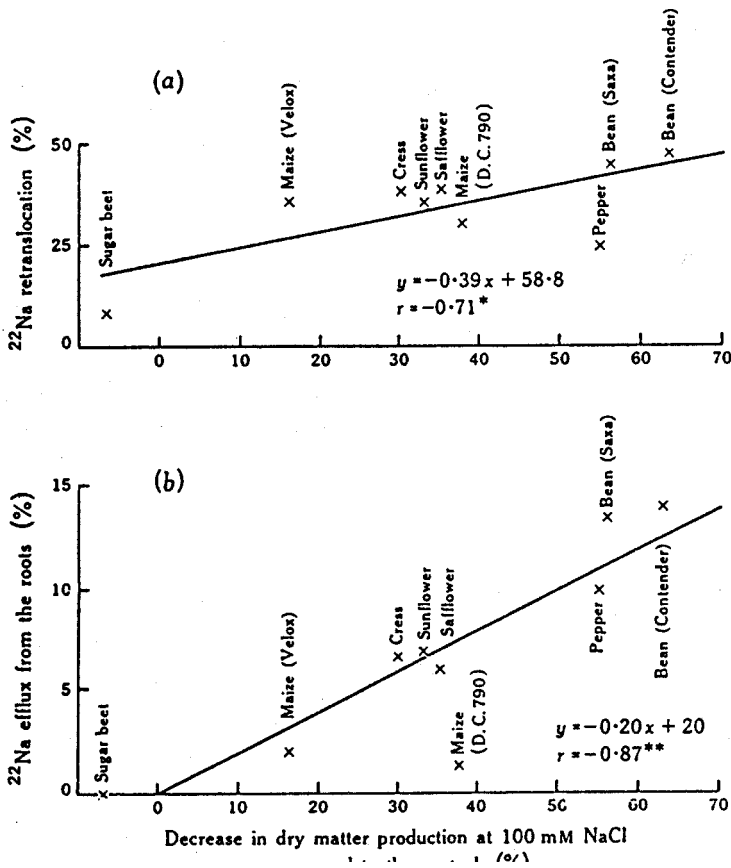 (a)
²²Na retranslocation (%)
50
25
0
Sugar beet
Maize (Velox)
Cress
Sunflower
Safflower
Maize
(D.C. 790)
Pepper
Bean (Saxa)
Bean (Contender)
y = -0·39 x + 58·8
r = -0·71*
0 10 20 30 40 50 60 70
(b)
²²Na efflux from the roots (%)
15
10
5
0
Sugar beet
Maize (Velox)
Cress
Sunflower
Safflower
Maize
(D.C. 790)
Pepper
Bean (Saxa)
Bean (Contender)
y = -0·20 x + 20
r = -0·87**
0 10 20 30 40 50 60 70
Decrease in dry matter production at 100 mM NaCl
(%)